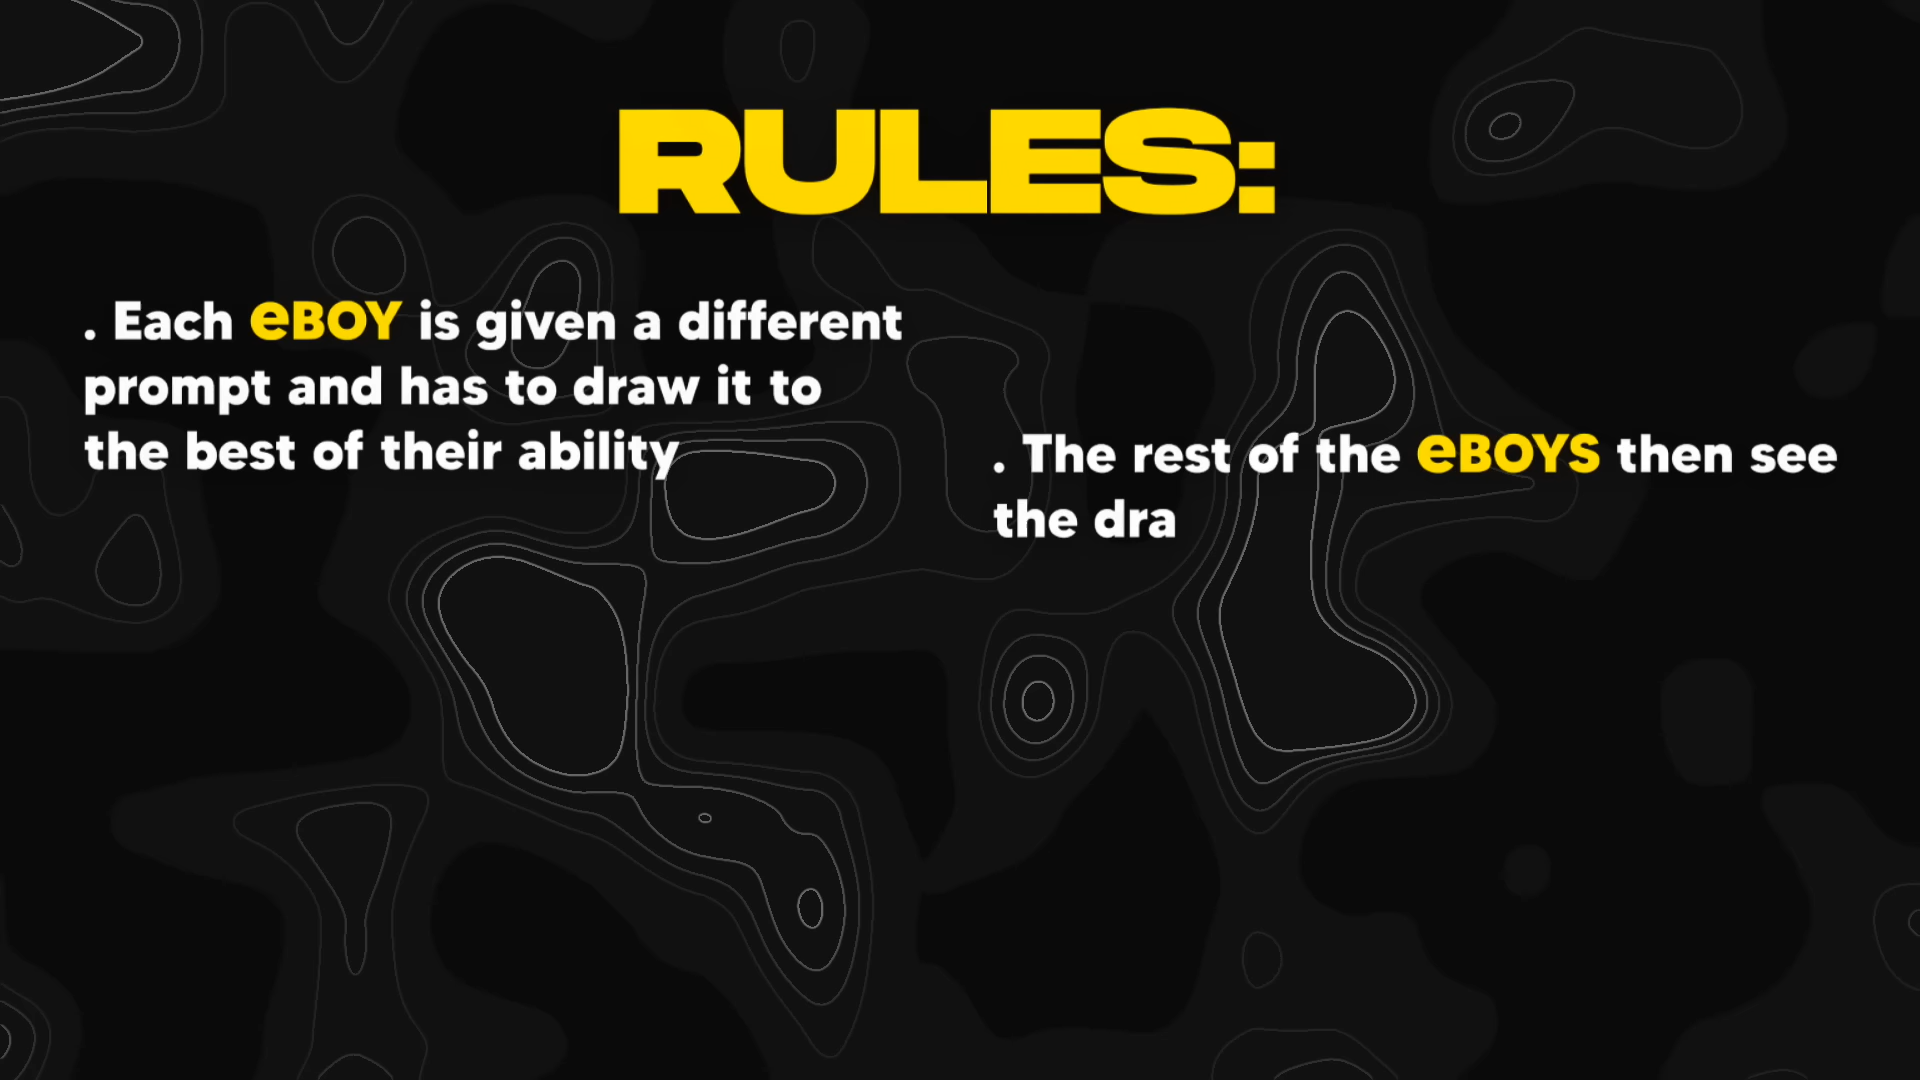 RULES:
. Each eBOY is given a different
prompt and has to draw it to
the best of their ability
. The rest of the eBOYS then see
the dra